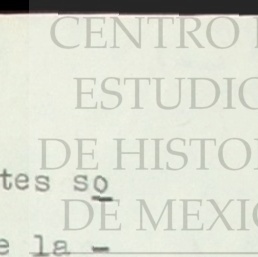 CENTRO
ESTUDIO
DE HISTO
tes so
DE MEXIC
e la -